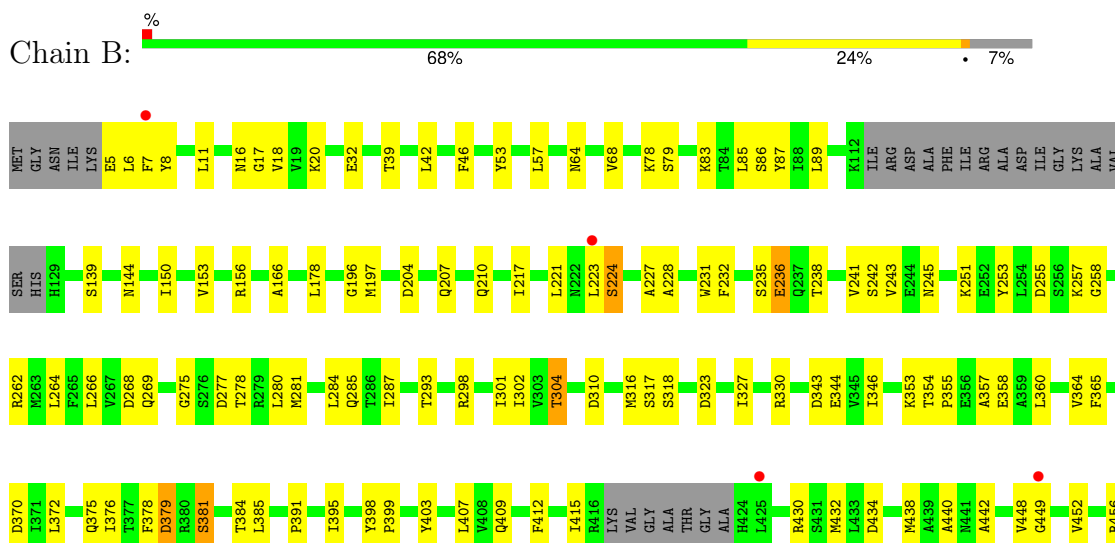 %
Chain B:
68% 24% • 7%
MET GLY ASN ILE LYS E5 L6 F7 Y8 L11 N16 G17 V18 V19 K20 E32 T39 L42 F46 Y53 L57 N64 V68 K78 S79 K83 T84 L85 S86 Y87 I88 L89 K112 ILE ARG ASP ALA PHE ILE ARG ALA ASP ILE GLY LYS ALA VAL
SER HIS H129 S139 N144 I150 V153 R156 A166 L178 G196 M197 D204 Q207 Q210 I217 L221 N222 L223 S224 A227 A228 W231 F232 S235 E236 Q237 T238 V241 S242 V243 E244 N245 K251 E252 Y253 L254 D255 S256 K257 G258
R262 M263 L264 F265 L266 V267 D268 Q269 G275 S276 D277 T278 R279 L280 M281 L284 Q285 T286 I287 T293 R298 I301 I302 V303 T304 D310 M316 S317 S318 D323 I327 R330 D343 E344 V345 I346 K353 T354 P355 E356 A357 E358 A359 L360 V364 F365
D370 I371 L372 Q375 I376 T377 F378 D379 R380 S381 T384 L385 P391 I395 Y398 P399 Y403 L407 V408 Q409 F412 I415 R416 LYS VAL GLY ALA THR GLY ALA H424 L425 R430 S431 M432 L433 D434 M438 A439 A440 N441 A442 V448 G449 V452